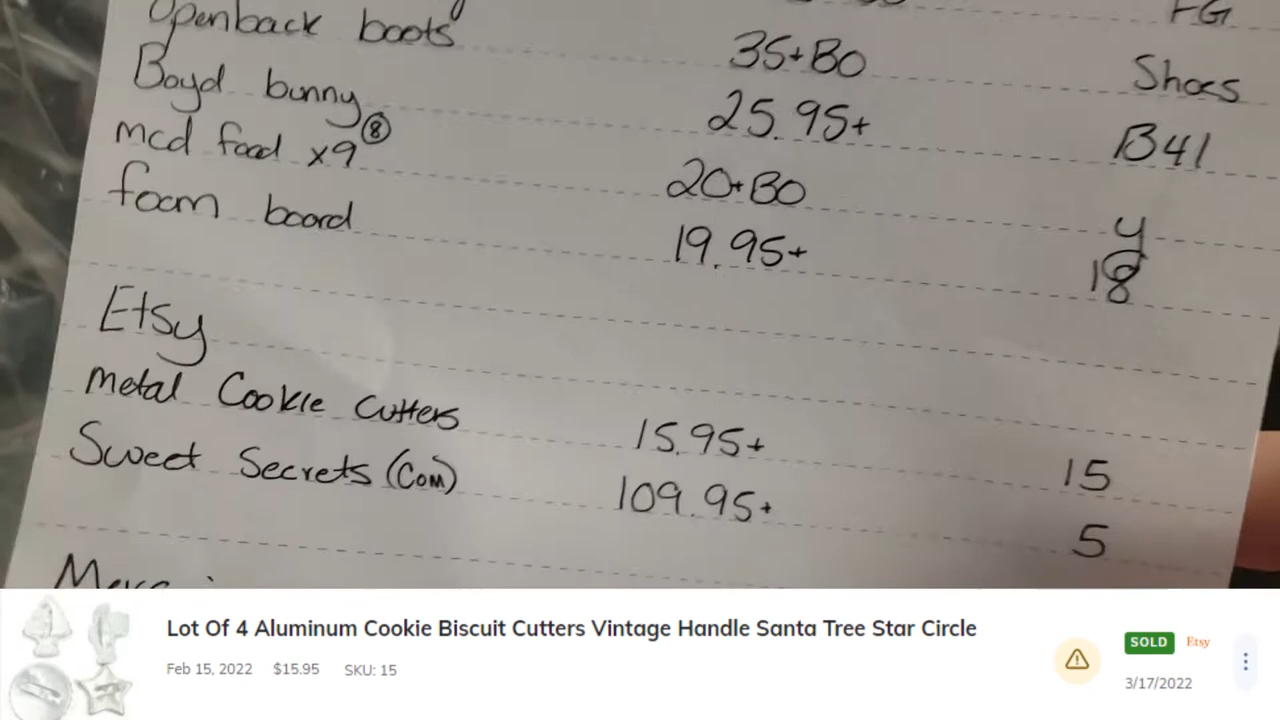 Openback boots 35+BO Shoes
Boyd bunny 25.95+ B41
mcd food x9 ⑧ 20+BO 4
foam board 19.95+ 18
Etsy
Metal Cookie Cutters 15.95+ 15
Sweet Secrets (Com) 109.95+ 5
Lot Of 4 Aluminum Cookie Biscuit Cutters Vintage Handle Santa Tree Star Circle
Feb 15, 2022 $15.95 SKU: 15
SOLD Etsy
3/17/2022